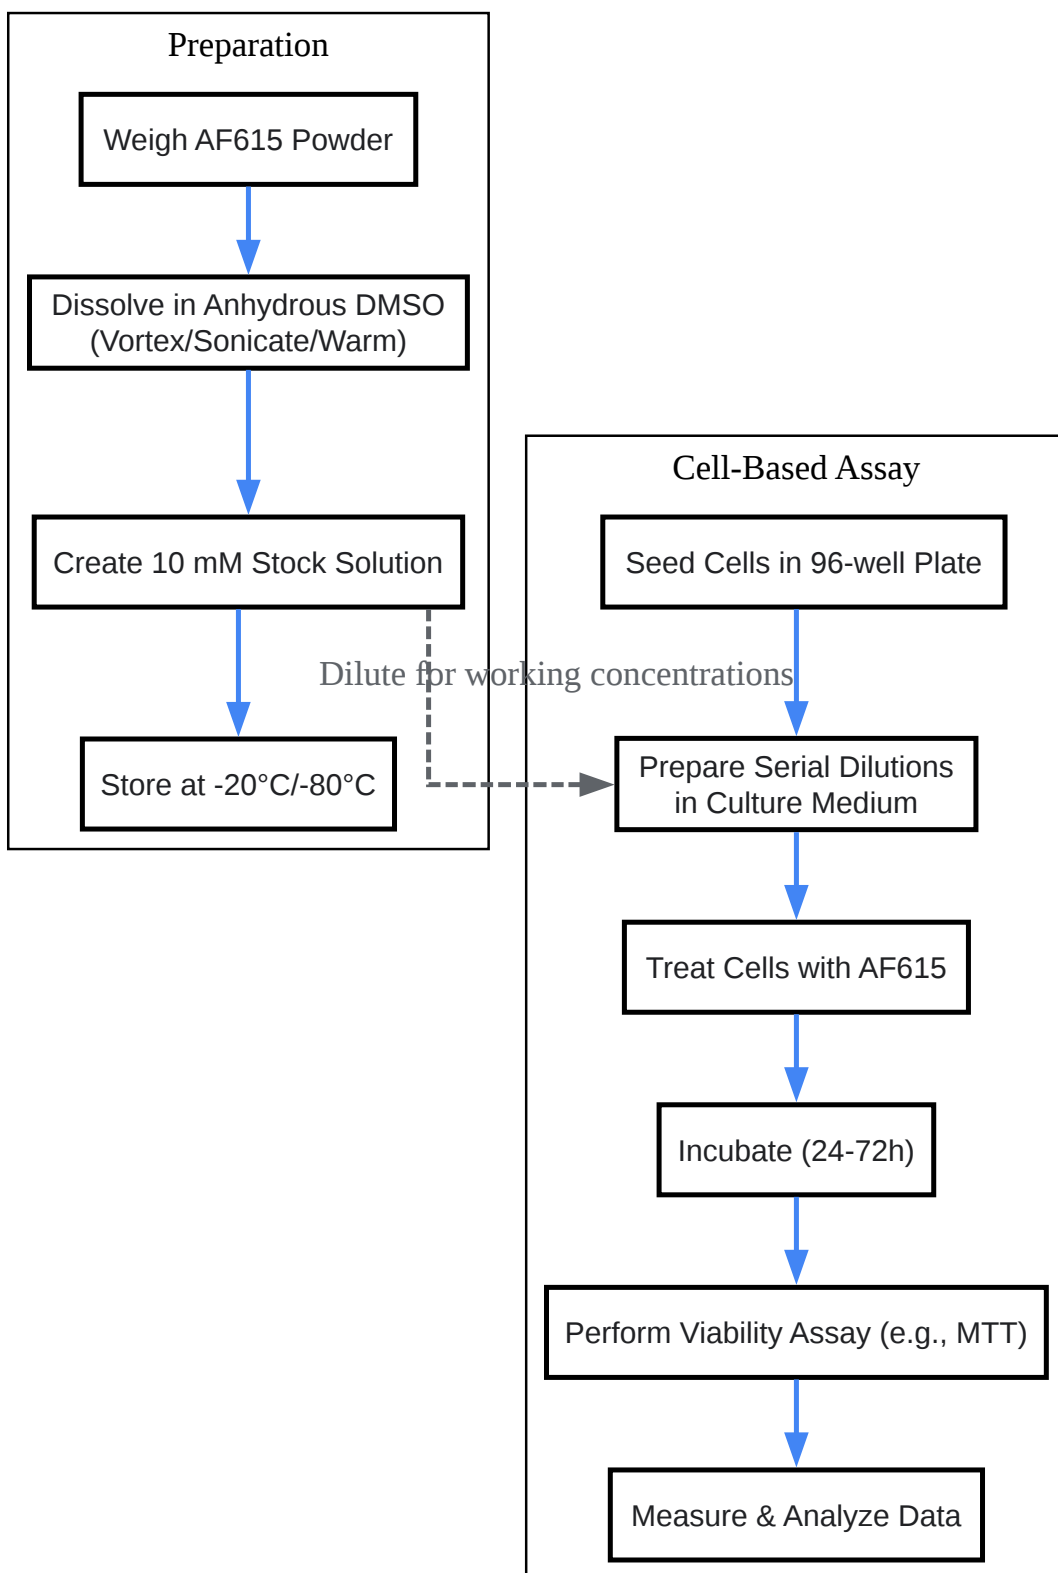 Preparation
Weigh AF615 Powder
Dissolve in Anhydrous DMSO
(Vortex/Sonicate/Warm)
Create 10 mM Stock Solution
Store at -20°C/-80°C
Dilute for working concentrations
Cell-Based Assay
Seed Cells in 96-well Plate
Prepare Serial Dilutions
in Culture Medium
Treat Cells with AF615
Incubate (24-72h)
Perform Viability Assay (e.g., MTT)
Measure & Analyze Data